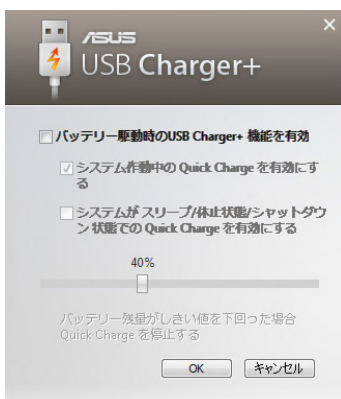 ASUS
USB Charger+
バッテリー駆動時のUSB Charger+ 機能を有効
システム作動中の Quick Charge を有効にす
る
システムが スリープ/休止状態/シャットダウ
ン 状態での Quick Charge を有効にする
40%
バッテリー残量がしきい値を下回った場合
Quick Charge を停止する
OK キャンセル